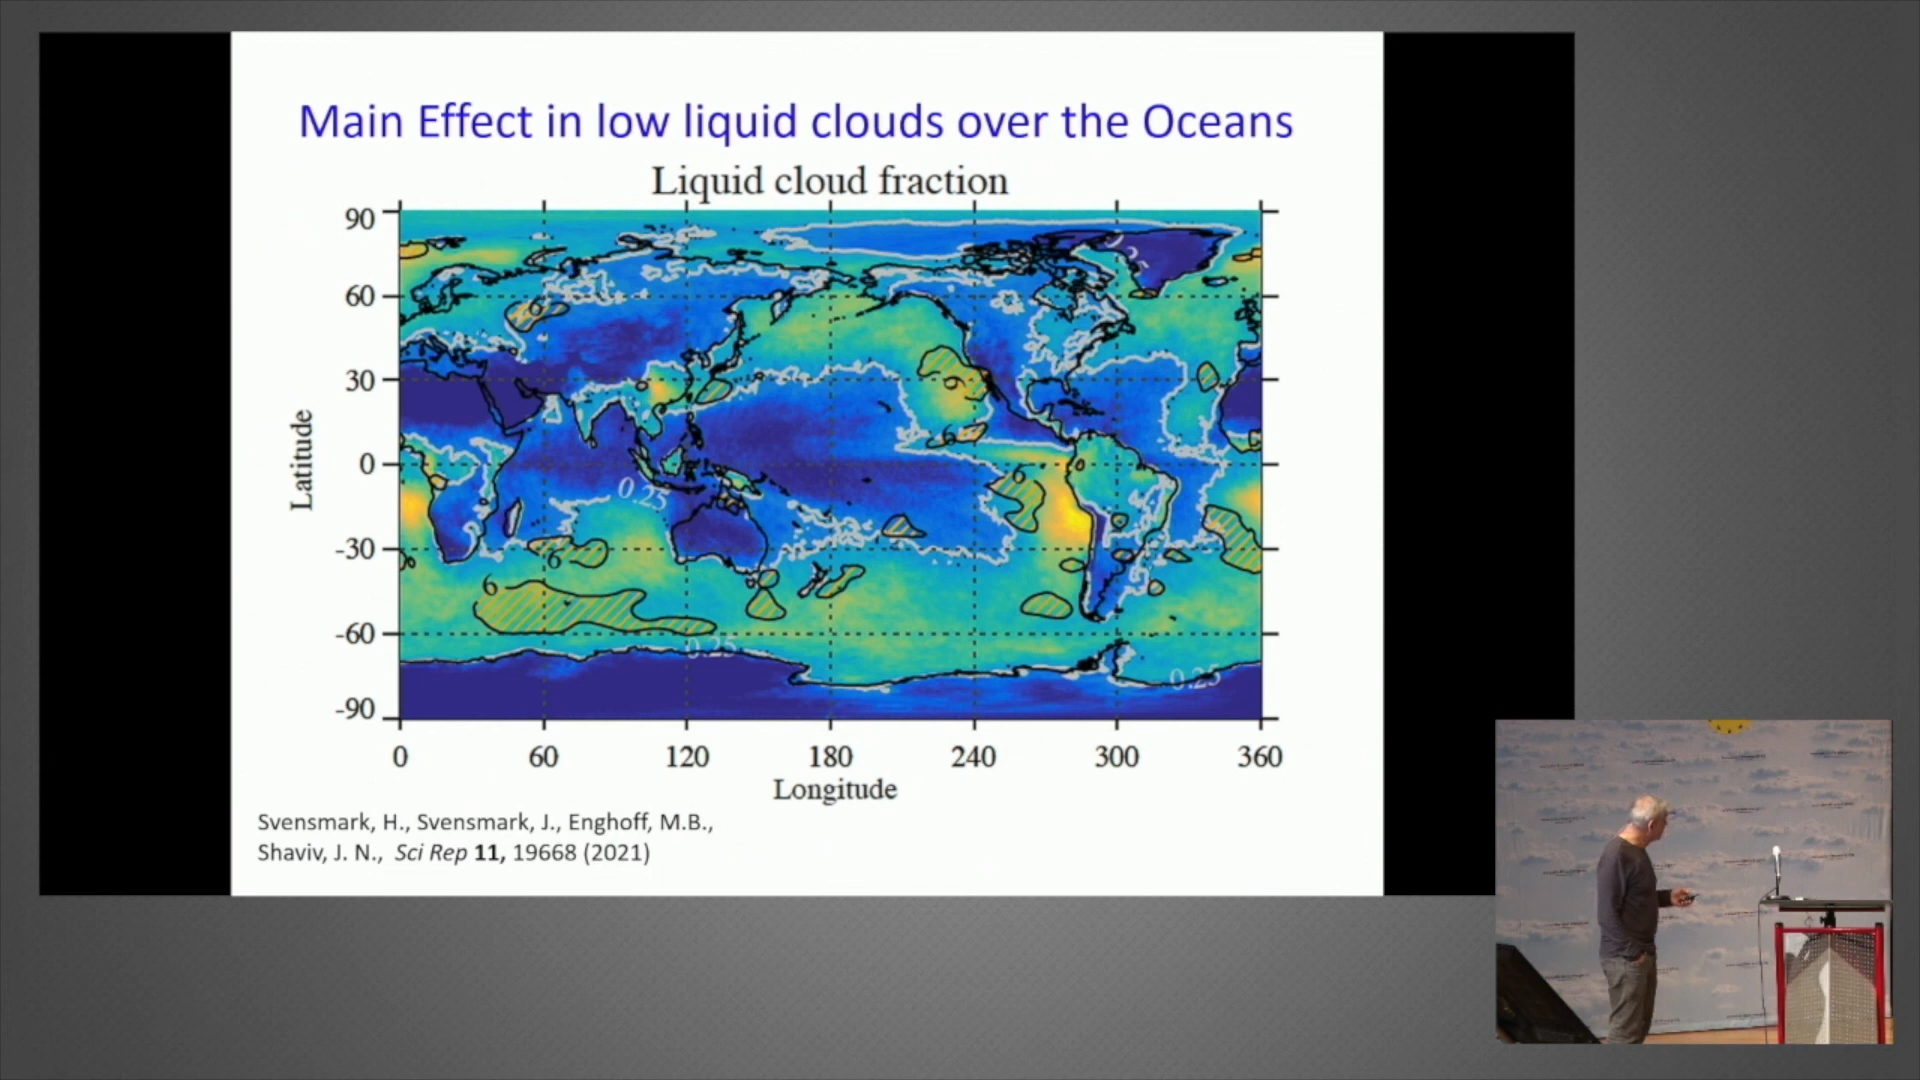 Main Effect in low liquid clouds over the Oceans
Liquid cloud fraction
90
60
30
0
-30
-60
-90
Latitude
6
6
6
6
6
6
0.25
0.25
0.25
0 60 120 180 240 300 360
Longitude
Svensmark, H., Svensmark, J., Enghoff, M.B.,
Shaviv, J. N., Sci Rep 11, 19668 (2021)